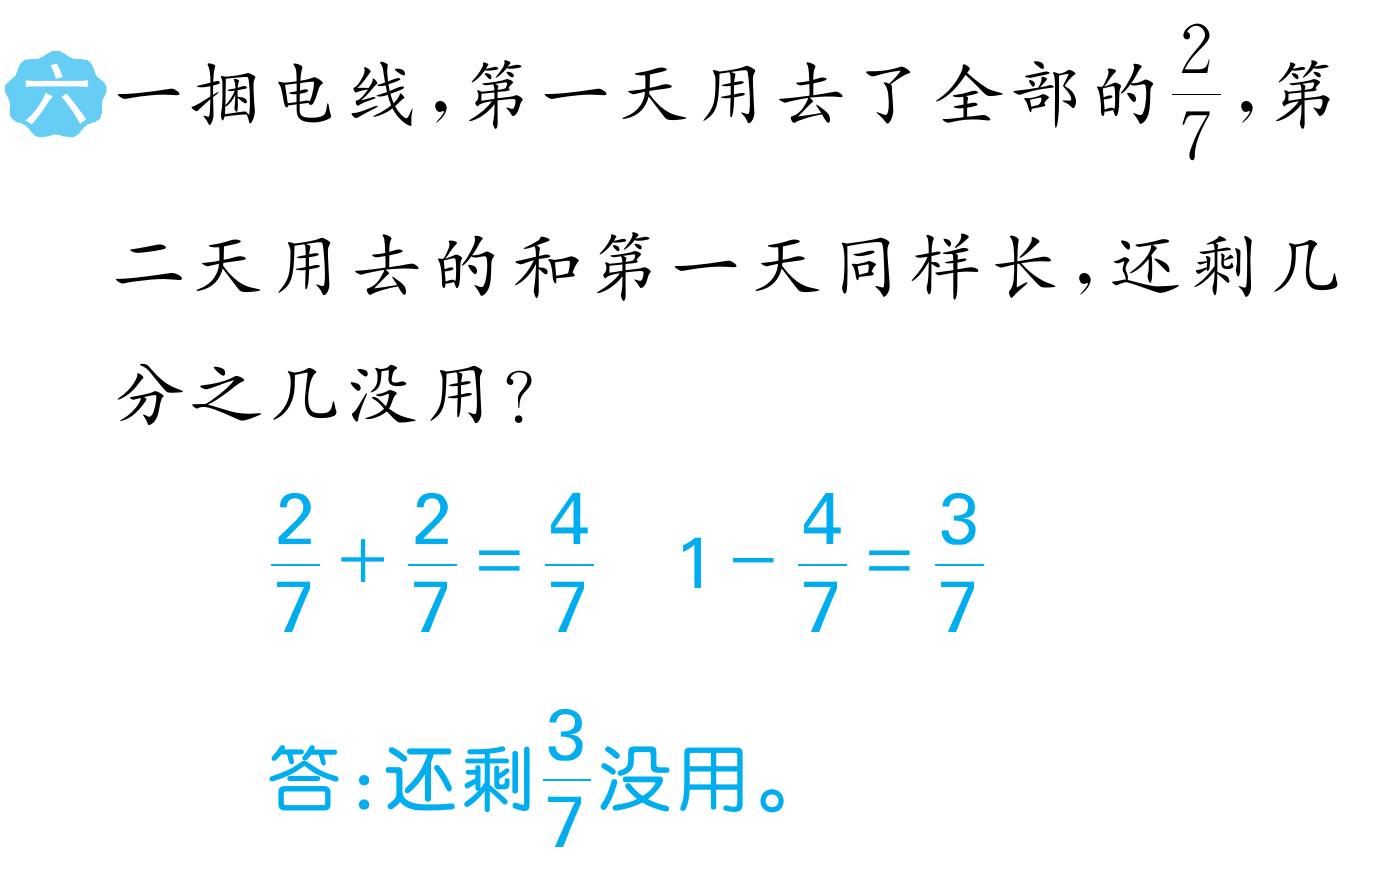 六 一捆电线,第一天用去了全部的2/7,第
二天用去的和第一天同样长,还剩几
分之几没用?
2/7+2/7=4/7 1-4/7=3/7
答:还剩3/7没用。